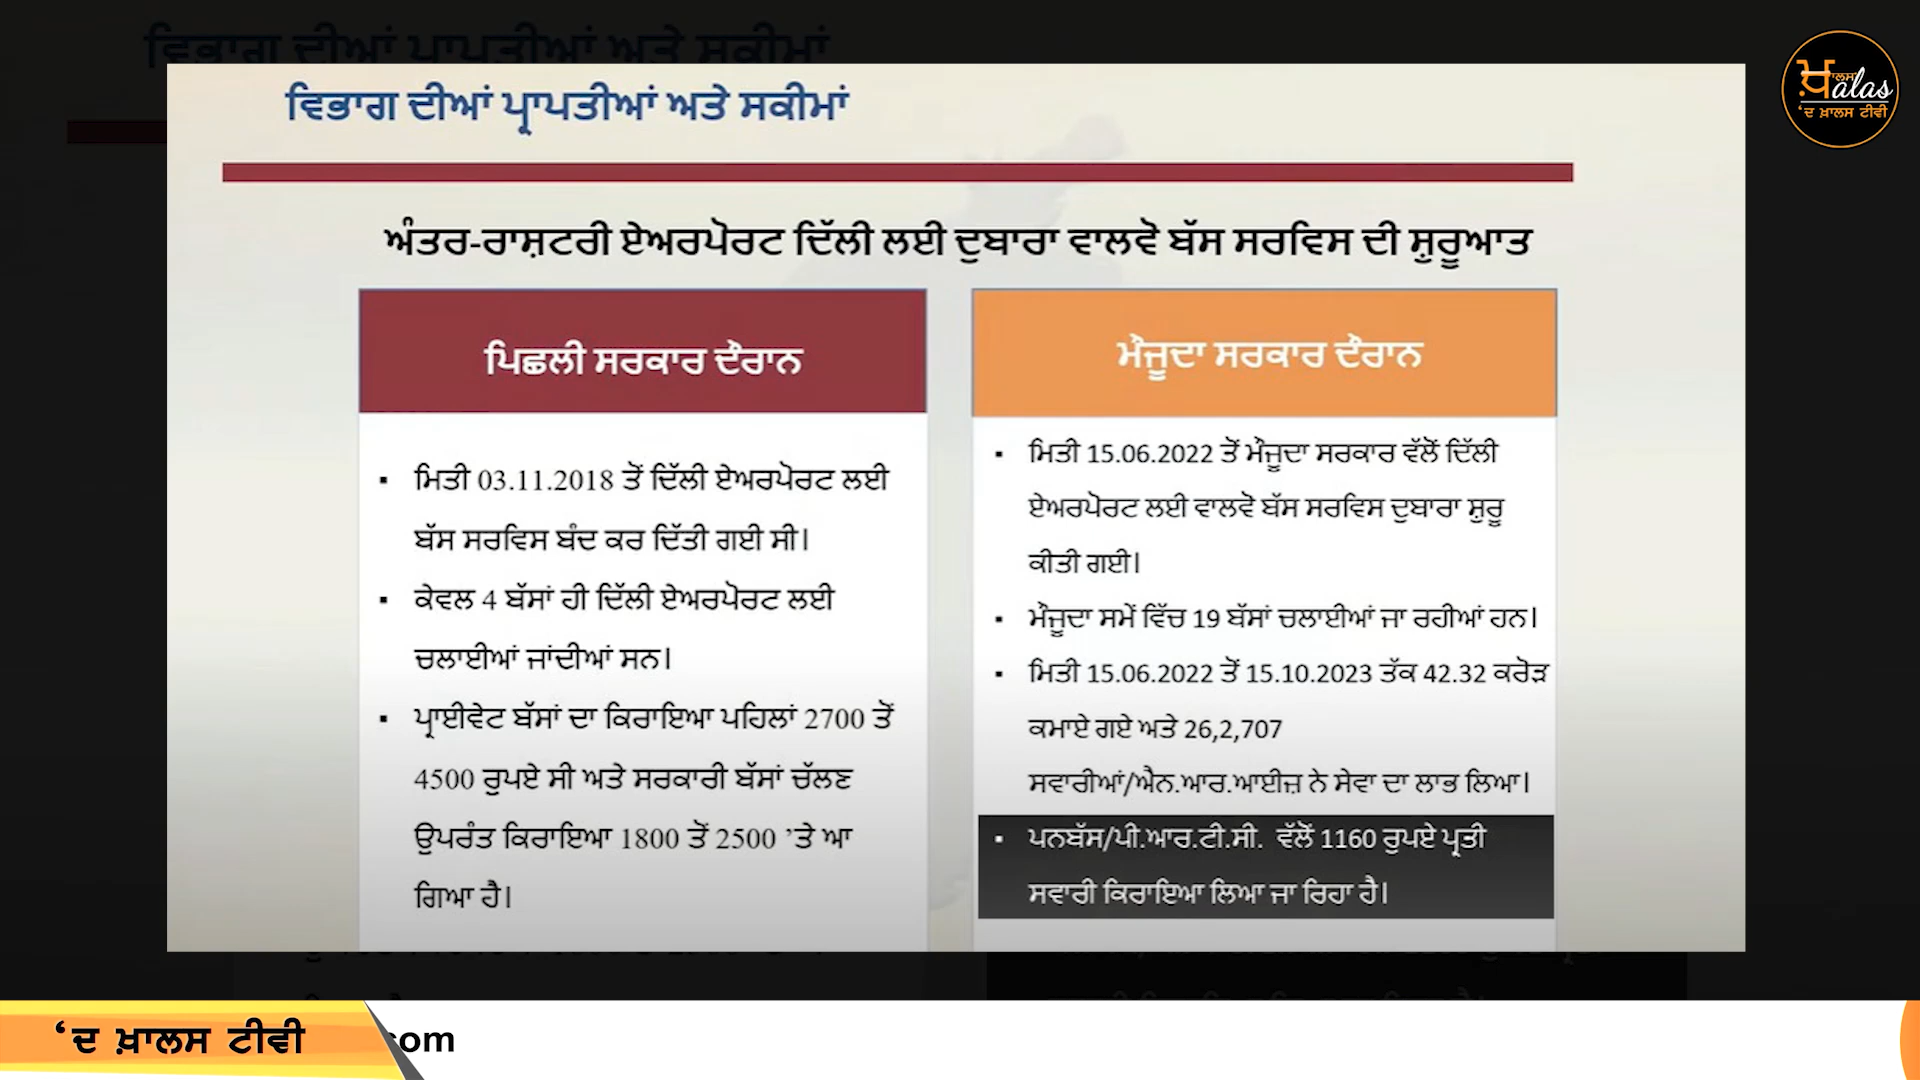 ਵਿਭਾਗ ਦੀਆਂ ਪ੍ਰਾਪਤੀਆਂ ਅਤੇ ਸਕੀਮਾਂ
ਖ਼ਾਲਸ
alas
‘ਦ ਖ਼ਾਲਸ ਟੀਵੀ
ਅੰਤਰ-ਰਾਸ਼ਟਰੀ ਏਅਰਪੋਰਟ ਦਿੱਲੀ ਲਈ ਦੁਬਾਰਾ ਵਾਲਵੋ ਬੱਸ ਸਰਵਿਸ ਦੀ ਸ਼ੁਰੂਆਤ
ਪਿਛਲੀ ਸਰਕਾਰ ਦੌਰਾਨ
▪ ਮਿਤੀ 03.11.2018 ਤੋਂ ਦਿੱਲੀ ਏਅਰਪੋਰਟ ਲਈ
ਬੱਸ ਸਰਵਿਸ ਬੰਦ ਕਰ ਦਿੱਤੀ ਗਈ ਸੀ।
▪ ਕੇਵਲ 4 ਬੱਸਾਂ ਹੀ ਦਿੱਲੀ ਏਅਰਪੋਰਟ ਲਈ
ਚਲਾਈਆਂ ਜਾਂਦੀਆਂ ਸਨ।
▪ ਪ੍ਰਾਈਵੇਟ ਬੱਸਾਂ ਦਾ ਕਿਰਾਇਆ ਪਹਿਲਾਂ 2700 ਤੋਂ
4500 ਰੁਪਏ ਸੀ ਅਤੇ ਸਰਕਾਰੀ ਬੱਸਾਂ ਚੱਲਣ
ਉਪਰੰਤ ਕਿਰਾਇਆ 1800 ਤੋਂ 2500 ’ਤੇ ਆ
ਗਿਆ ਹੈ।
ਮੌਜੂਦਾ ਸਰਕਾਰ ਦੌਰਾਨ
▪ ਮਿਤੀ 15.06.2022 ਤੋਂ ਮੌਜੂਦਾ ਸਰਕਾਰ ਵੱਲੋਂ ਦਿੱਲੀ
ਏਅਰਪੋਰਟ ਲਈ ਵਾਲਵੋ ਬੱਸ ਸਰਵਿਸ ਦੁਬਾਰਾ ਸ਼ੁਰੂ
ਕੀਤੀ ਗਈ।
▪ ਮੌਜੂਦਾ ਸਮੇਂ ਵਿੱਚ 19 ਬੱਸਾਂ ਚਲਾਈਆਂ ਜਾ ਰਹੀਆਂ ਹਨ।
▪ ਮਿਤੀ 15.06.2022 ਤੋਂ 15.10.2023 ਤੱਕ 42.32 ਕਰੋੜ
ਕਮਾਏ ਗਏ ਅਤੇ 26,2,707
ਸਵਾਰੀਆਂ/ਐਨ.ਆਰ.ਆਈਜ਼ ਨੇ ਸੇਵਾ ਦਾ ਲਾਭ ਲਿਆ।
▪ ਪਨਬੱਸ/ਪੀ.ਆਰ.ਟੀ.ਸੀ. ਵੱਲੋਂ 1160 ਰੁਪਏ ਪ੍ਰਤੀ
ਸਵਾਰੀ ਕਿਰਾਇਆ ਲਿਆ ਜਾ ਰਿਹਾ ਹੈ।
‘ਦ ਖ਼ਾਲਸ ਟੀਵੀ
com